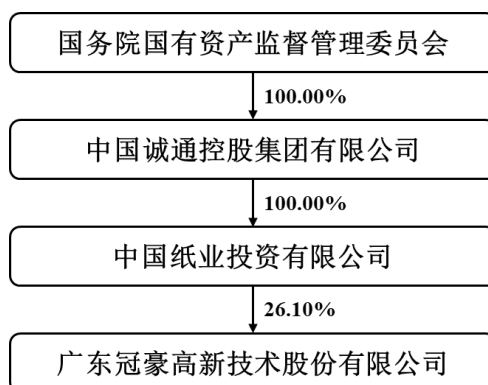 国务院国有资产监督管理委员会
100.00%
中国诚通控股集团有限公司
100.00%
中国纸业投资有限公司
26.10%
广东冠豪高新技术股份有限公司